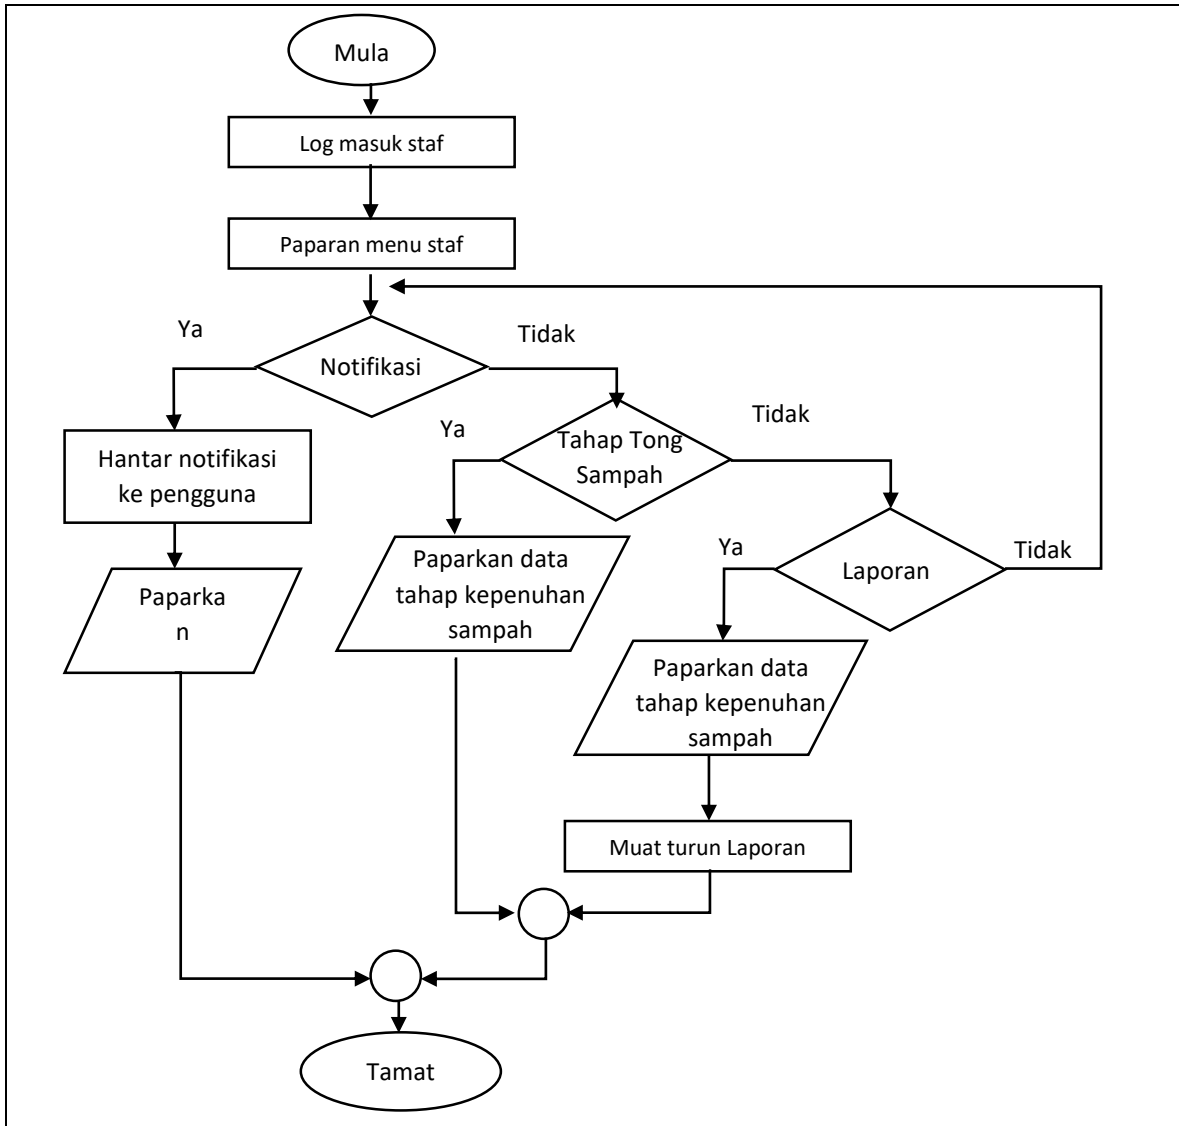 Mula
Log masuk staf
Paparan menu staf
Ya
Tidak
Notifikasi
Ya
Tidak
Hantar notifikasi
ke pengguna
Tahap Tong
Sampah
Ya
Tidak
Paparka
n
Paparkan data
tahap kepenuhan
sampah
Laporan
Paparkan data
tahap kepenuhan
sampah
Muat turun Laporan
Tamat